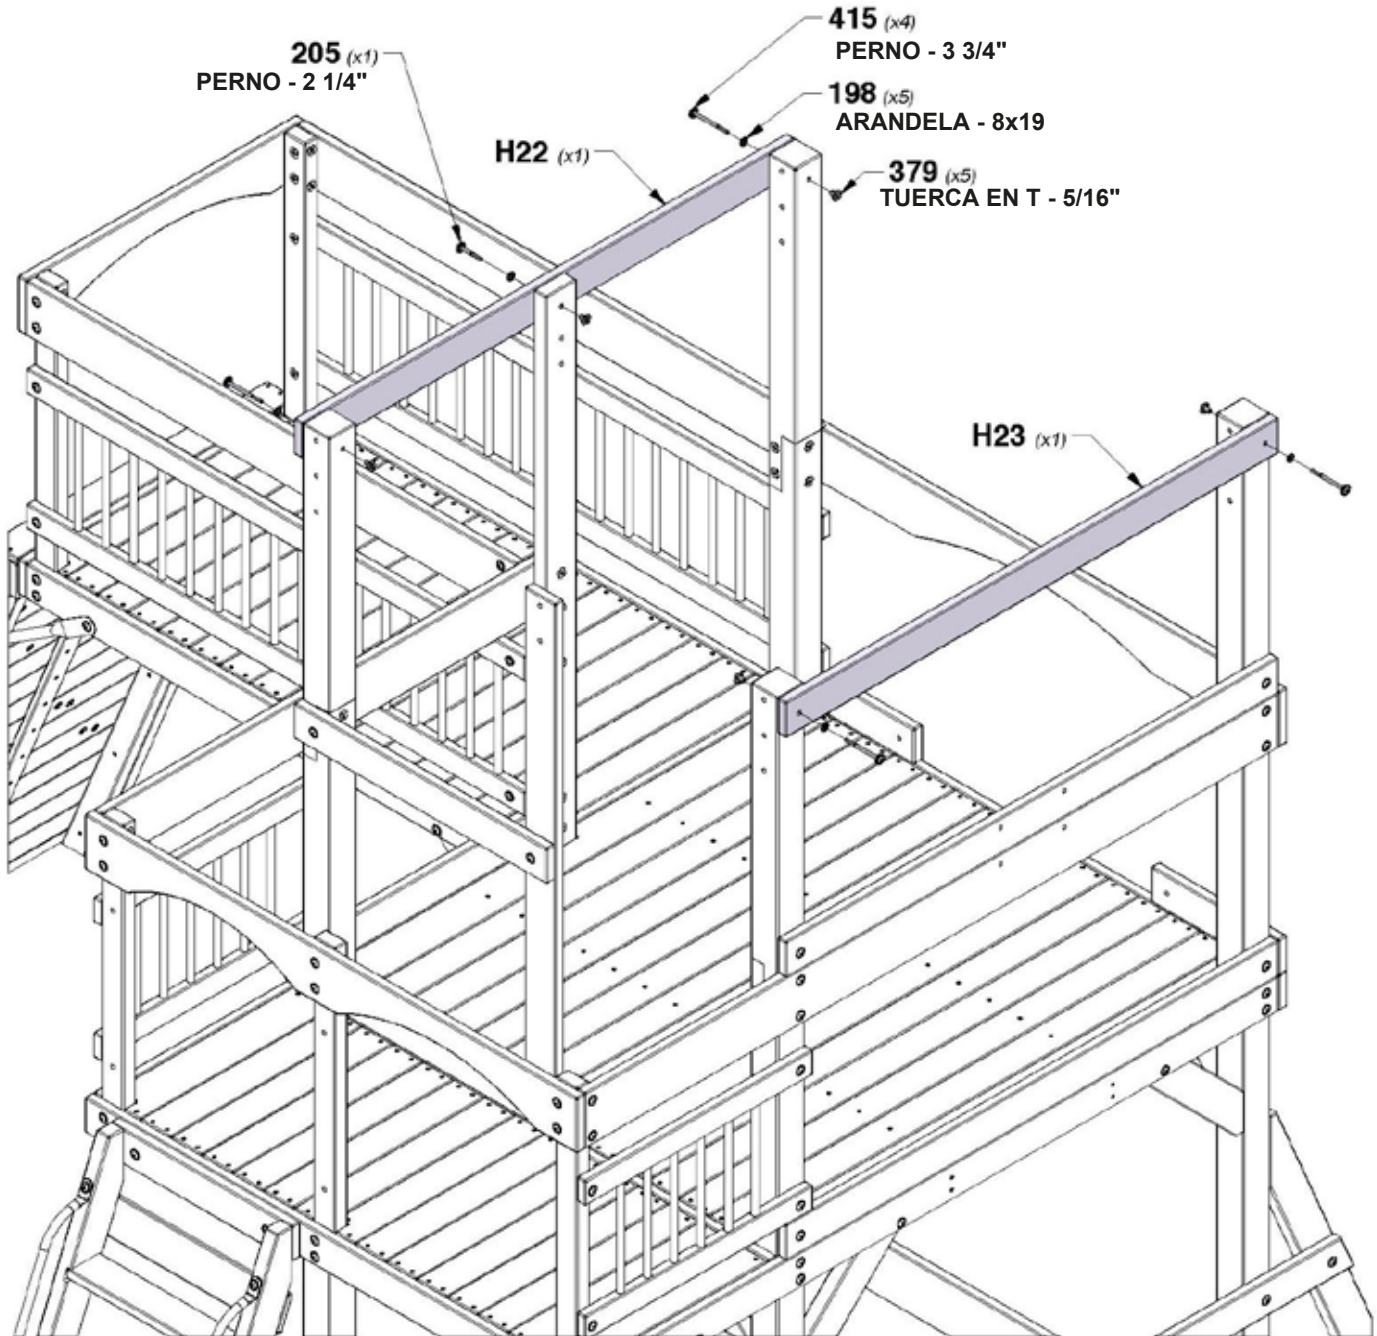 415 (x4)
PERNO - 3 3/4"
205 (x1)
PERNO - 2 1/4"
198 (x5)
ARANDELA - 8x19
H22 (x1)
379 (x5)
TUERCA EN T - 5/16"
H23 (x1)